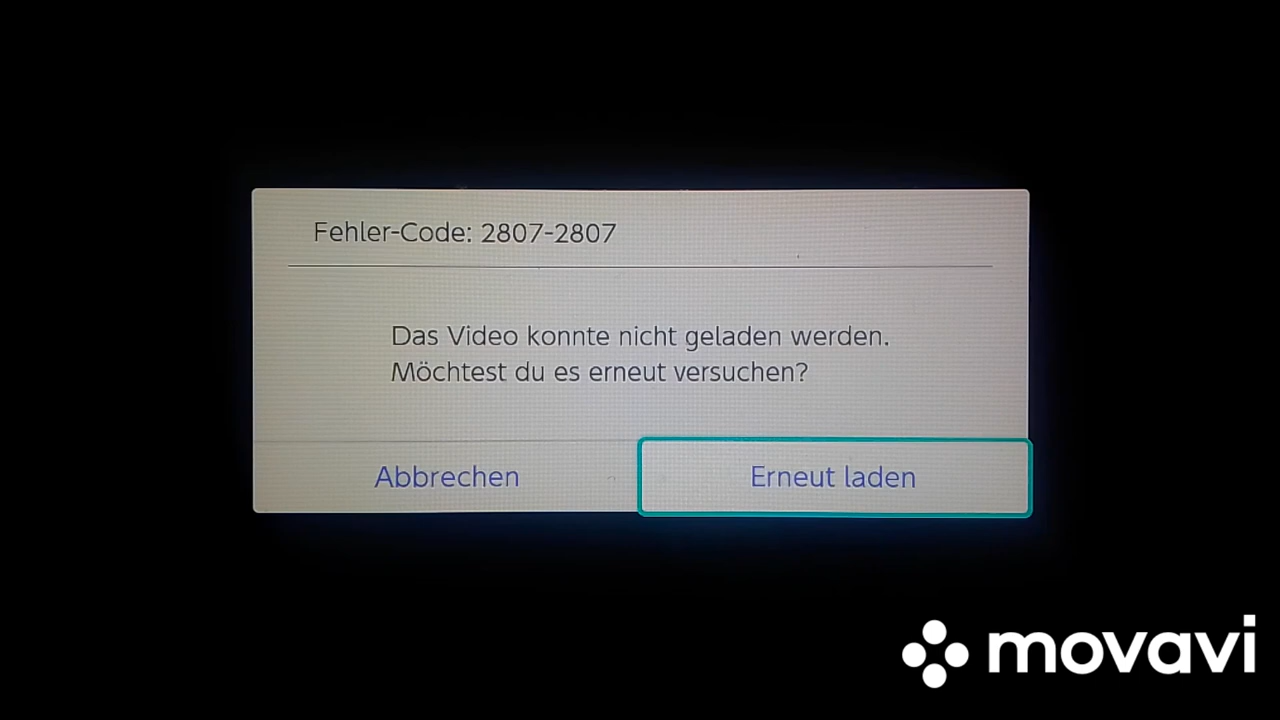 Fehler-Code: 2807-2807
Das Video konnte nicht geladen werden.
Möchtest du es erneut versuchen?
Abbrechen
Erneut laden
movavi